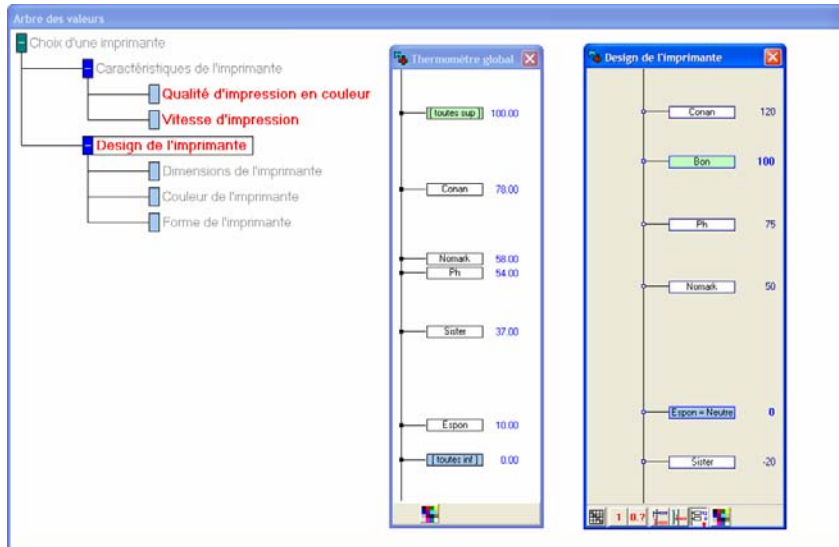 Arbre des valeurs
Choix d'une imprimante
Caractéristiques de l'imprimante
Qualité d'impression en couleur
Vitesse d'impression
Design de l'imprimante
Dimensions de l'imprimante
Couleur de l'imprimante
Forme de l'imprimante
Thermomètre global
[ toutes sup ] 100.00
Conan 78.00
Nomark 58.00
Ph 54.00
Sister 37.00
Espon 10.00
[ toutes inf ] 0.00
Design de l'imprimante
Conan 120
Bon 100
Ph 75
Nomark 50
Espon = Neutre 0
Sister -20
1 0.?